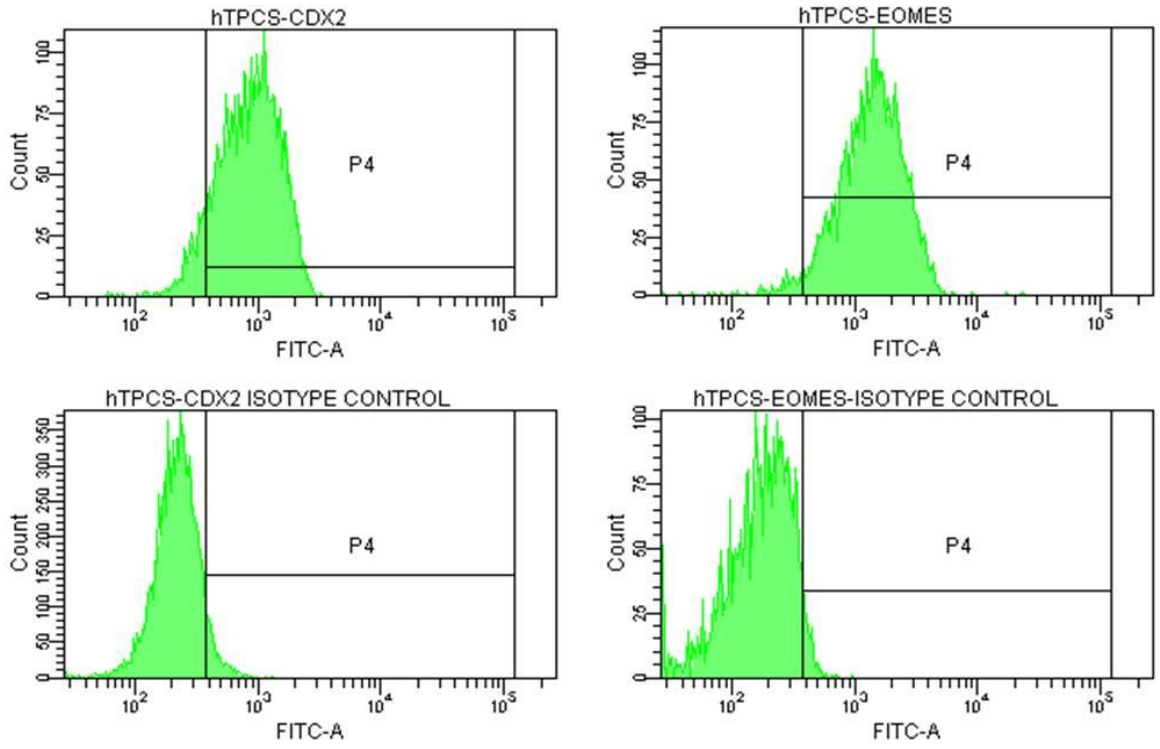 hTPCS-CDX2
100
75
50
25
0
Count
P4
10² 10³ 10⁴ 10⁵
FITC-A
hTPCS-EOMES
100
75
50
25
0
Count
P4
10² 10³ 10⁴ 10⁵
FITC-A
hTPCS-CDX2 ISOTYPE CONTROL
350
300
250
200
150
100
50
0
Count
P4
10² 10³ 10⁴ 10⁵
FITC-A
hTPCS-EOMES-ISOTYPE CONTROL
100
75
50
25
0
Count
P4
10² 10³ 10⁴ 10⁵
FITC-A